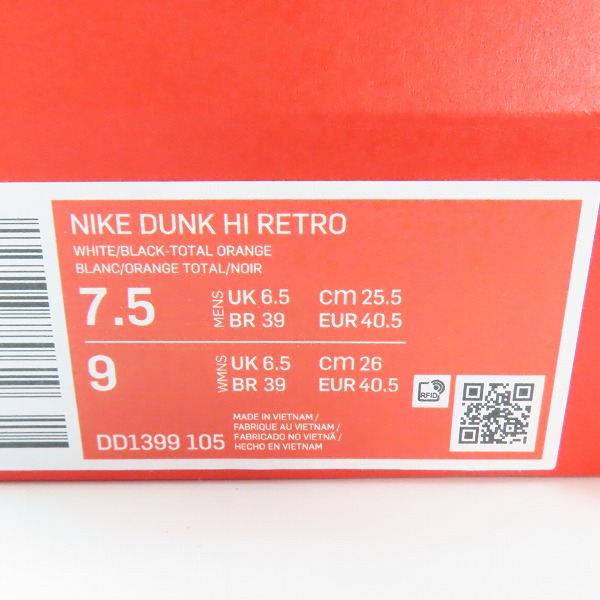 NIKE DUNK HI RETRO
WHITE/BLACK-TOTAL ORANGE
BLANC/ORANGE TOTAL/NOIR
7.5 MENS UK 6.5 cm 25.5
BR 39 EUR 40.5
9 WMNS UK 6.5 cm 26
BR 39 EUR 40.5
RFID
MADE IN VIETNAM /
FABRIQUE AU VIETNAM /
FABRICADO NO VIETNÃ /
HECHO EN VIETNAM
DD1399 105